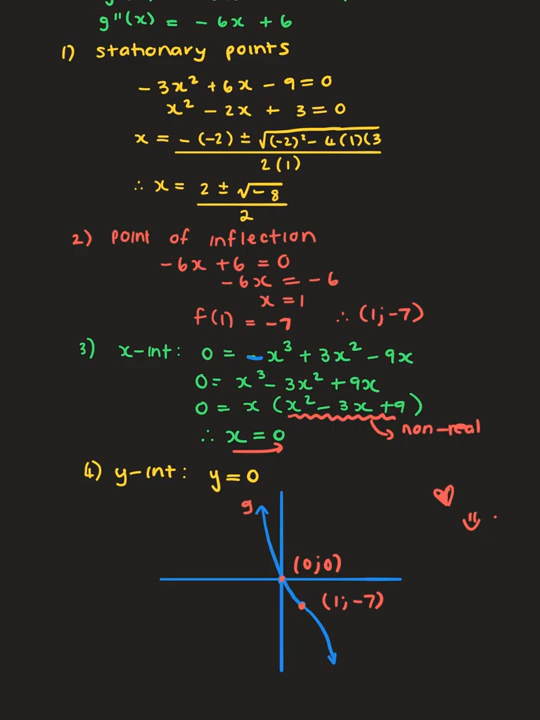 g''(x) = - 6x + 6
1) stationary points
-3x² + 6x - 9 = 0
x² - 2x + 3 = 0
x = -(-2) ± √(-2)² - 4(1)(3
2(1)
∴ x = 2 ± √-8
2
2) Point of inflection
-6x + 6 = 0
-6x = -6
x = 1
f(1) = -7 ∴ (1; -7)
3) x-int: 0 = -x³ + 3x² - 9x
0 = x³ - 3x² + 9x
0 = x (x² - 3x + 9)
non-real
∴ x = 0
4) y-int: y = 0
g
(0;0)
(1; -7)